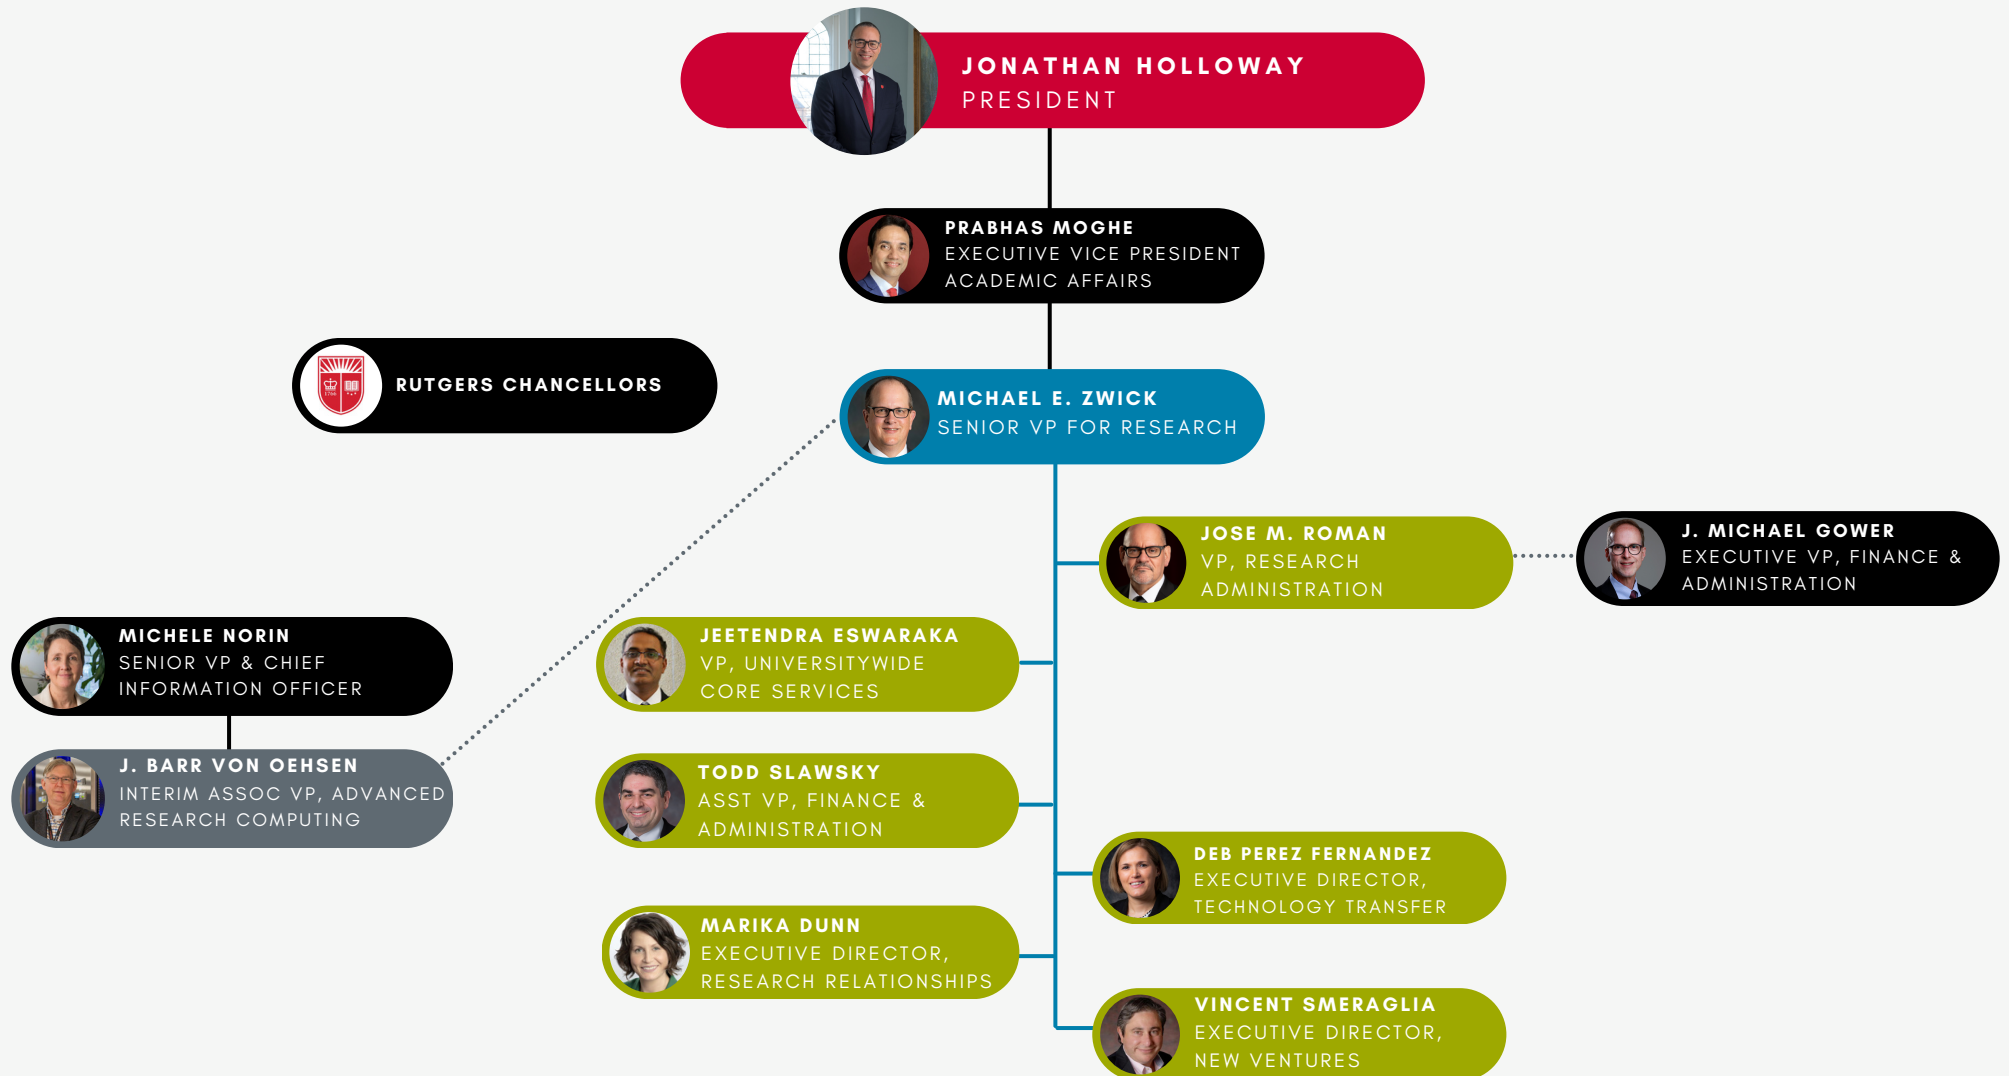 JONATHAN HOLLOWAY
PRESIDENT
PRABHAS MOGHE
EXECUTIVE VICE PRESIDENT
ACADEMIC AFFAIRS
RUTGERS CHANCELLORS
1766
MICHAEL E. ZWICK
SENIOR VP FOR RESEARCH
JOSE M. ROMAN
VP, RESEARCH
ADMINISTRATION
J. MICHAEL GOWER
EXECUTIVE VP, FINANCE &
ADMINISTRATION
MICHELE NORIN
SENIOR VP & CHIEF
INFORMATION OFFICER
JEETENDRA ESWARAKA
VP, UNIVERSITYWIDE
CORE SERVICES
J. BARR VON OEHSEN
INTERIM ASSOC VP, ADVANCED
RESEARCH COMPUTING
TODD SLAWSKY
ASST VP, FINANCE &
ADMINISTRATION
DEB PEREZ FERNANDEZ
EXECUTIVE DIRECTOR,
TECHNOLOGY TRANSFER
MARIKA DUNN
EXECUTIVE DIRECTOR,
RESEARCH RELATIONSHIPS
VINCENT SMERAGLIA
EXECUTIVE DIRECTOR,
NEW VENTURES